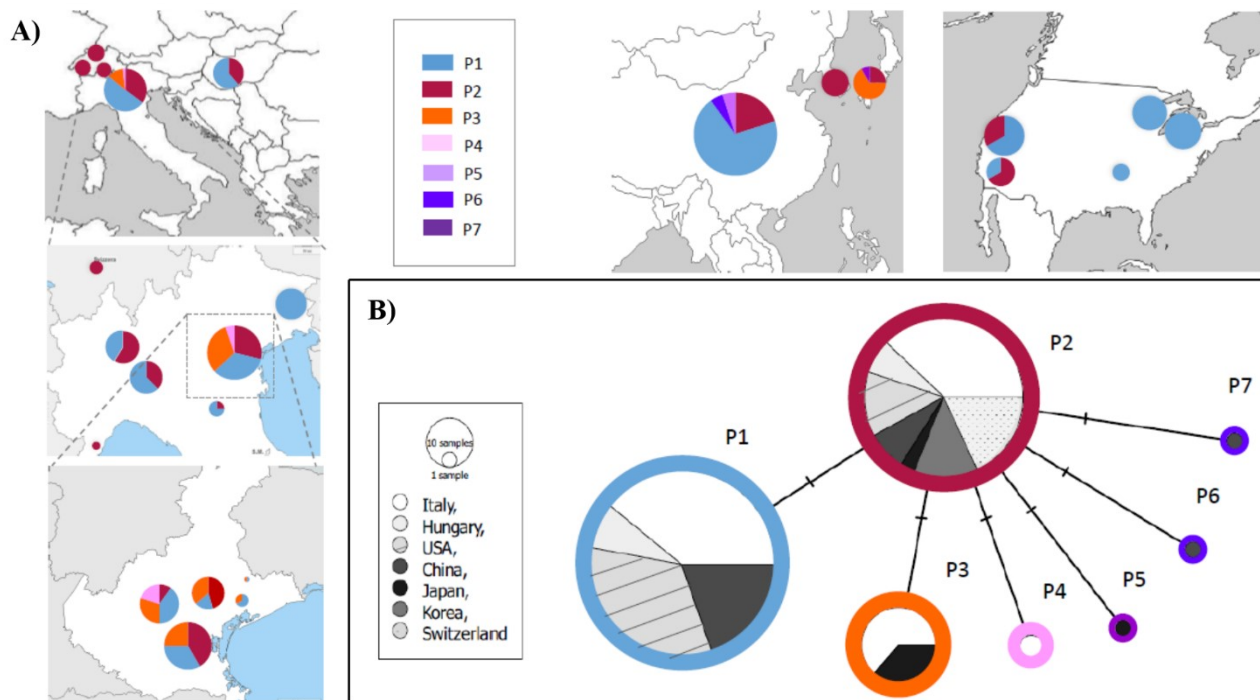 A)
P1
P2
P3
P4
P5
P6
P7
B)
10 samples
1 sample
Italy,
Hungary,
USA,
China,
Japan,
Korea,
Switzerland
P1
P2
P7
P6
P5
P4
P3